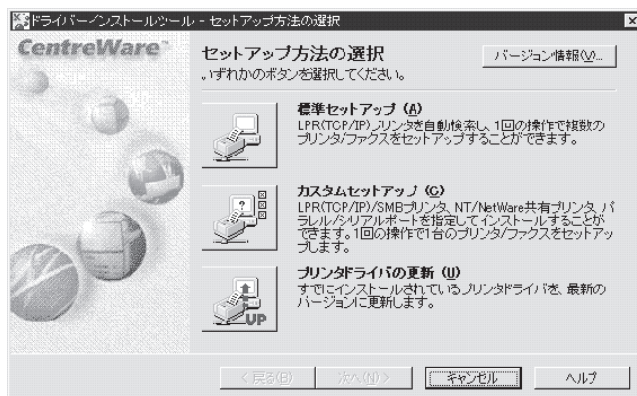 ドライバーインストールツール - セットアップ方法の選択
CentreWare™
セットアップ方法の選択
いずれかのボタンを選択してください。
バージョン情報(V)...
標準セットアップ (A)
LPR(TCP/IP)プリンタを自動検索し、1回の操作で複数の
プリンタ/ファクスをセットアップすることができます。
カスタムセットアップ (C)
LPR(TCP/IP)/SMBプリンタ、NT/NetWare共有プリンタ、パ
ラレル/シリアルポートを指定してインストールすることが
できます。1回の操作で1台のプリンタ/ファクスをセットアッ
プします。
プリンタドライバの更新 (U)
すでにインストールされているプリンタドライバを、最新の
バージョンに更新します。
UP
< 戻る(B)
次へ(N) >
キャンセル
ヘルプ